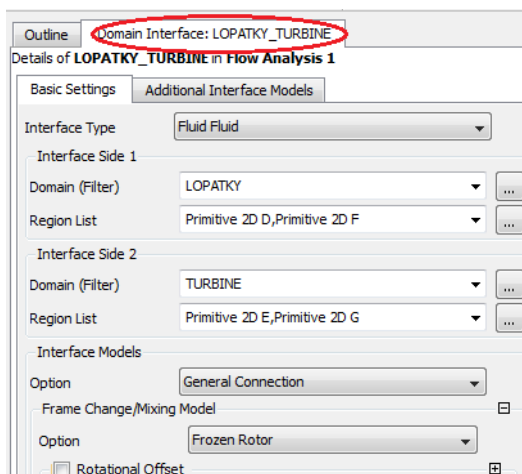 Outline
Domain Interface: LOPATKY_TURBINE
Details of LOPATKY_TURBINE in Flow Analysis 1
Basic Settings
Additional Interface Models
Interface Type
Fluid Fluid
Interface Side 1
Domain (Filter)
LOPATKY
...
Region List
Primitive 2D D,Primitive 2D F
...
Interface Side 2
Domain (Filter)
TURBINE
...
Region List
Primitive 2D E,Primitive 2D G
...
Interface Models
Option
General Connection
Frame Change/Mixing Model
Option
Frozen Rotor
Rotational Offset